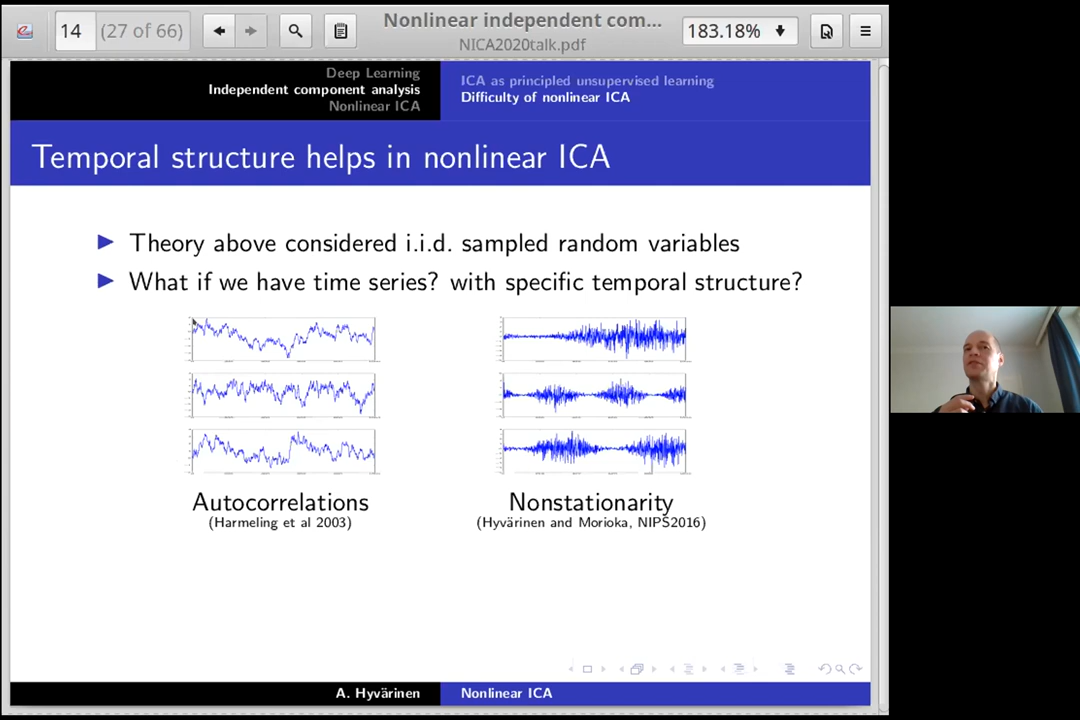 14 (27 of 66)
Nonlinear independent com...
NICA2020talk.pdf
183.18%
Deep Learning
Independent component analysis
Nonlinear ICA
ICA as principled unsupervised learning
Difficulty of nonlinear ICA
Temporal structure helps in nonlinear ICA
Theory above considered i.i.d. sampled random variables
What if we have time series? with specific temporal structure?
Autocorrelations
(Harmeling et al 2003)
Nonstationarity
(Hyvärinen and Morioka, NIPS2016)
A. Hyvärinen
Nonlinear ICA